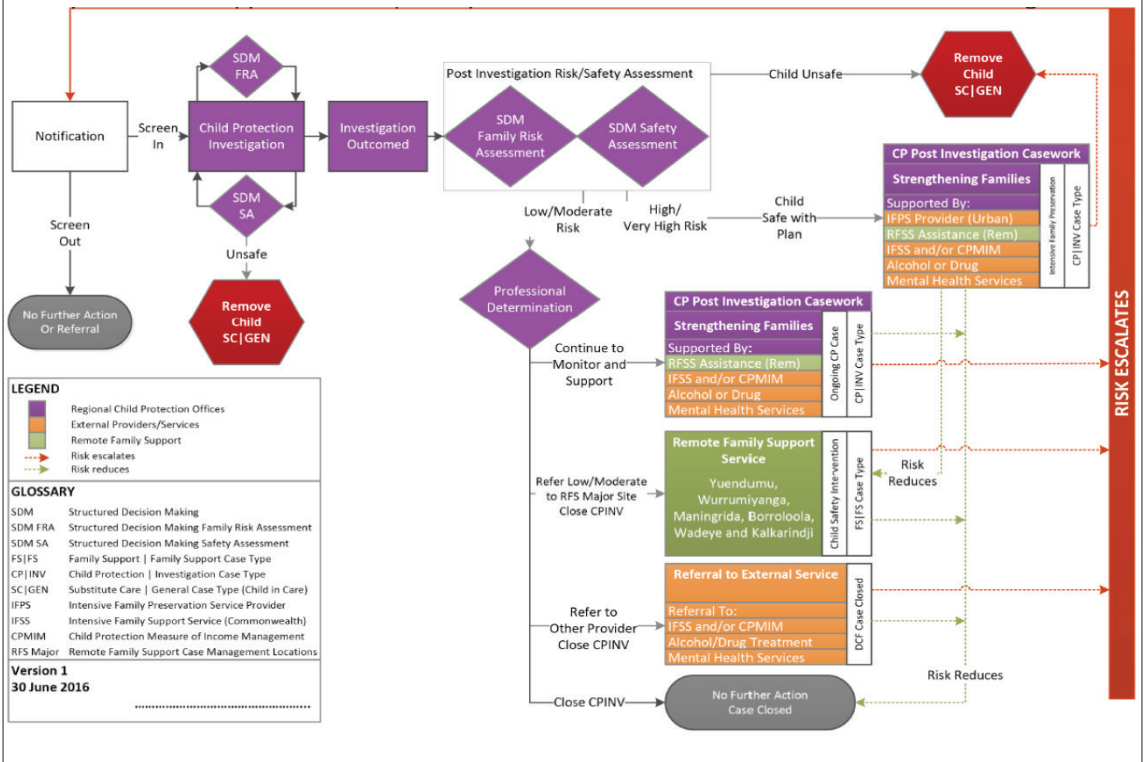 SDM
FRA
Notification
Screen
In
Child Protection
Investigation
Investigation
Outcomed
SDM
SA
Unsafe
Remove
Child
SC|GEN
Screen
Out
No Further Action
Or Referral
Post Investigation Risk/Safety Assessment
SDM
Family Risk
Assessment
SDM Safety
Assessment
Child Unsafe
Remove
Child
SC|GEN
Low/Moderate
Risk
High/
Very High Risk
Child
Safe with
Plan
CP Post Investigation Casework
Strengthening Families
Supported By:
IFPS Provider (Urban)
RFSS Assistance (Rem)
IFSS and/or CPMIM
Alcohol or Drug
Mental Health Services
Intensive Family Preservation
CP|INV Case Type
Professional
Determination
Continue to
Monitor and
Support
CP Post Investigation Casework
Strengthening Families
Supported By:
RFSS Assistance (Rem)
IFSS and/or CPMIM
Alcohol or Drug
Mental Health Services
Ongoing CP Case
CP|INV Case Type
Refer Low/Moderate
to RFS Major Site
Close CPINV
Remote Family Support
Service
Yuendumu,
Wurrumiyanga,
Maningrida, Borroloola,
Wadeye and Kalkarindji
Child Safety Intervention
FS|FS Case Type
Risk
Reduces
Refer to
Other Provider
Close CPINV
Referral to External Service
Referral To:
IFSS and/or CPMIM
Alcohol/Drug Treatment
Mental Health Services
DCF Case Closed
Risk Reduces
Close CPINV
No Further Action
Case Closed
RISK ESCALATES
LEGEND
Regional Child Protection Offices
External Providers/Services
Remote Family Support
Risk escalates
Risk reduces
GLOSSARY
SDM Structured Decision Making
SDM FRA Structured Decision Making Family Risk Assessment
SDM SA Structured Decision Making Safety Assessment
FS|FS Family Support | Family Support Case Type
CP|INV Child Protection | Investigation Case Type
SC|GEN Substitute Care | General Case Type (Child in Care)
IFPS Intensive Family Preservation Service Provider
IFSS Intensive Family Support Service (Commonwealth)
CPMIM Child Protection Measure of Income Management
RFS Major Remote Family Support Case Management Locations
Version 1
30 June 2016